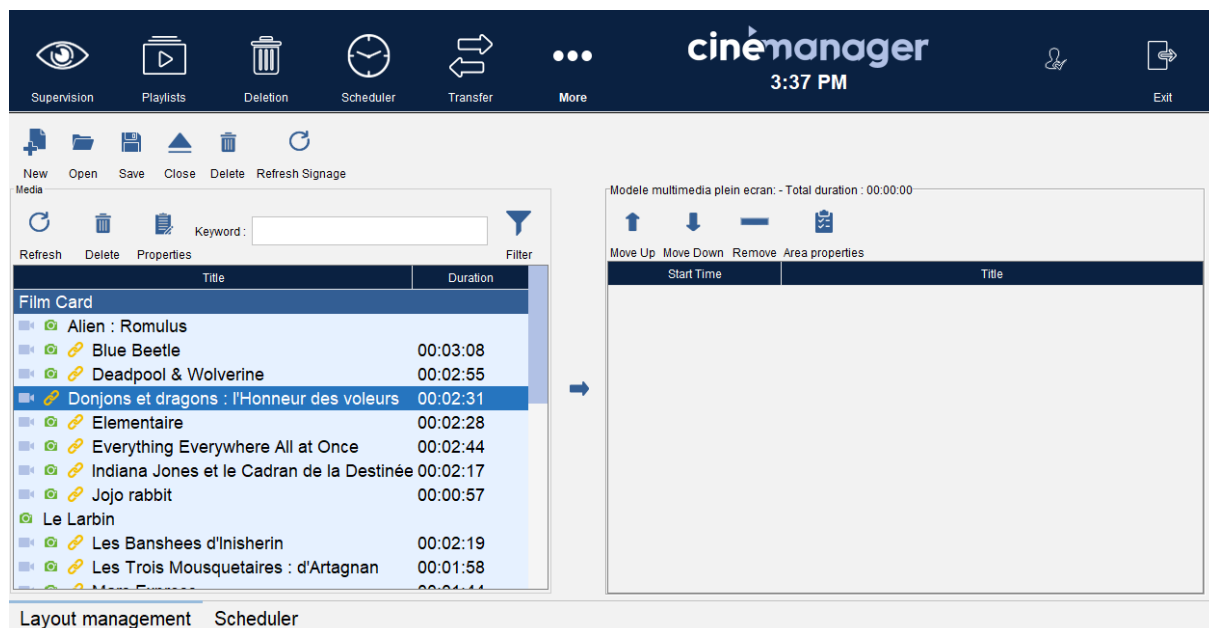 cinémanager
3:37 PM
Supervision Playlists Deletion Scheduler Transfer More Exit
New Open Save Close Delete Refresh Signage
Media
Keyword :
Refresh Delete Properties Filter
Title Duration
Film Card
Alien : Romulus
Blue Beetle 00:03:08
Deadpool & Wolverine 00:02:55
Donjons et dragons : l'Honneur des voleurs 00:02:31
Elementaire 00:02:28
Everything Everywhere All at Once 00:02:44
Indiana Jones et le Cadran de la Destinée 00:02:17
Jojo rabbit 00:00:57
Le Larbin
Les Banshees d'Inisherin 00:02:19
Les Trois Mousquetaires : d'Artagnan 00:01:58
Modele multimedia plein ecran: - Total duration : 00:00:00
Move Up Move Down Remove Area properties
Start Time Title
Layout management Scheduler